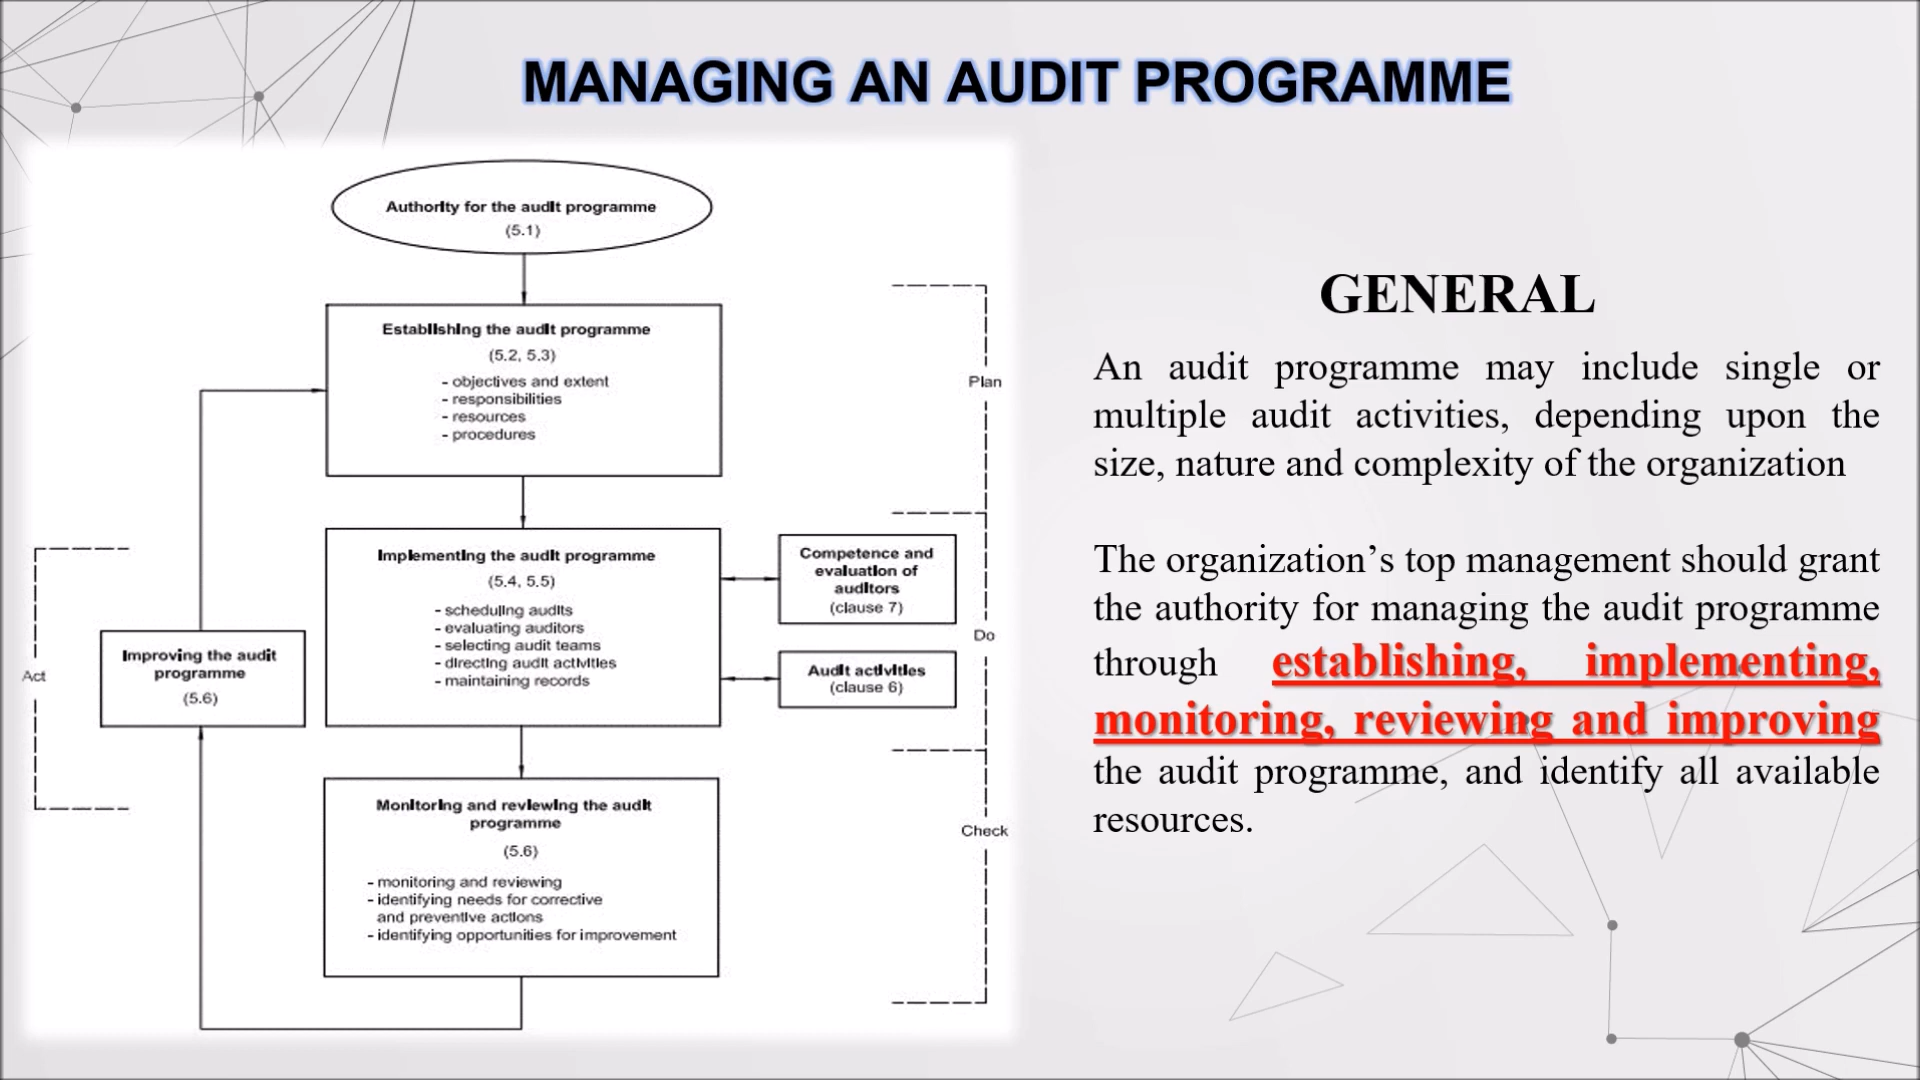 MANAGING AN AUDIT PROGRAMME
Authority for the audit programme
(5.1)
Establishing the audit programme
(5.2, 5.3)
- objectives and extent
- responsibilities
- resources
- procedures
Plan
Implementing the audit programme
(5.4, 5.5)
- scheduling audits
- evaluating auditors
- selecting audit teams
- directing audit activities
- maintaining records
Competence and
evaluation of
auditors
(clause 7)
Do
Audit activities
(clause 6)
Act
Improving the audit
programme
(5.6)
Monitoring and reviewing the audit
programme
(5.6)
- monitoring and reviewing
- identifying needs for corrective
and preventive actions
- identifying opportunities for improvement
Check
GENERAL
An audit programme may include single or
multiple audit activities, depending upon the
size, nature and complexity of the organization
The organization’s top management should grant
the authority for managing the audit programme
through establishing, implementing,
monitoring, reviewing and improving
the audit programme, and identify all available
resources.